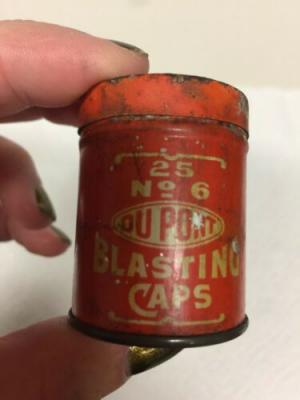 25
Nº 6
DU PONT
BLASTING
CAPS